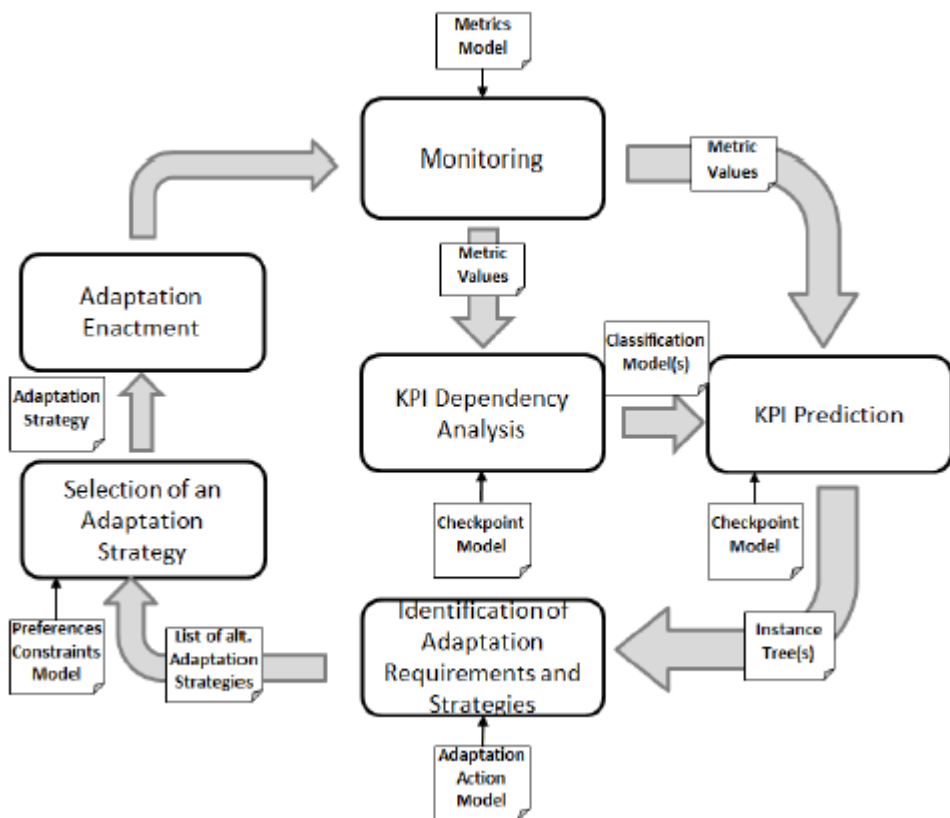 Metrics
Model
Monitoring
Metric
Values
Metric
Values
Adaptation
Enactment
Classification
Model(s)
KPI Dependency
Analysis
KPI Prediction
Adaptation
Strategy
Selection of an
Adaptation
Strategy
Checkpoint
Model
Checkpoint
Model
Identification of
Adaptation
Requirements and
Strategies
Preferences
Constraints
Model
List of alt.
Adaptation
Strategies
Instance
Tree(s)
Adaptation
Action
Model